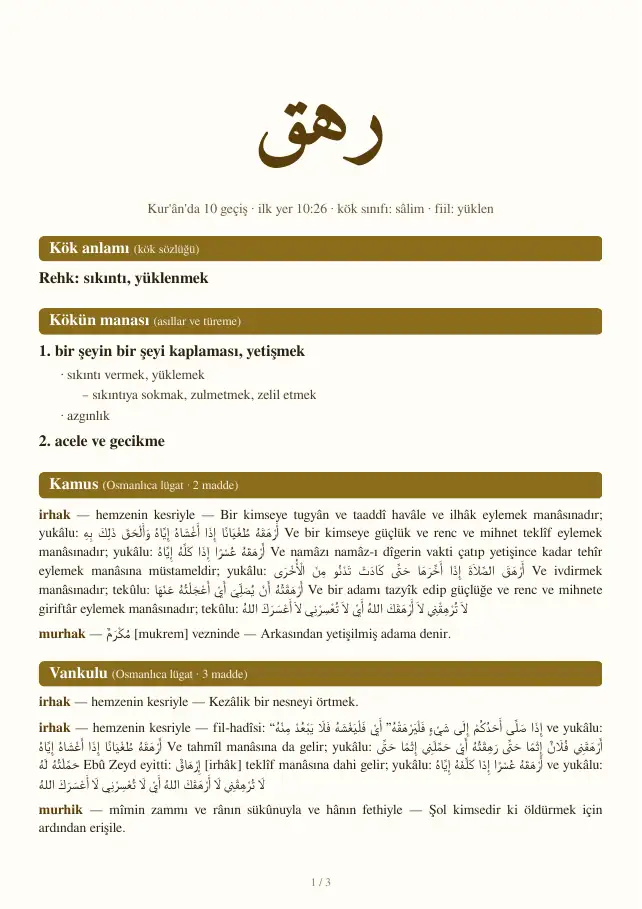 رهق
Kur'ân'da 10 geçiş · ilk yer 10:26 · kök sınıfı: sâlim · fiil: yüklen
Kök anlamı (kök sözlüğü)
Rehk: sıkıntı, yüklenmek
Kökün manası (asıllar ve türeme)
1. bir şeyin bir şeyi kaplaması, yetişmek
· sıkıntı vermek, yüklemek
– sıkıntıya sokmak, zulmetmek, zelil etmek
· azgınlık
2. acele ve gecikme
Kamus (Osmanlıca lügat · 2 madde)
irhak — hemzenin kesriyle — Bir kimseye tugyân ve taaddî havâle ve ilhâk eylemek manâsınadır;
yukâlu: أَرْهَقَهُ طُغْيَانًا إِذَا أَغْشَاهُ إِيَّاهُ وَأَلْحَقَ ذَلِكَ بِهِ Ve bir kimseye güçlük ve renc ve mihnet teklîf eylemek
manâsınadır; yukâlu: أَرْهَقَهُ عُسْرًا إِذَا كَلَّفَهُ إِيَّاهُ Ve namâzı namâz-ı dîgerin vakti çatıp yetişince kadar tehîr
eylemek manâsına müstameldir; yukâlu: أَرْهَقَ الصَّلاَةَ إِذَا أَخَّرَهَا حَتَّى كَادَتْ تَدْنُو مِنَ الْأُخْرَى Ve ivdirmek
manâsınadır; tekûlu: أَرْهَقْتُهُ أَنْ يُصَلِّيَ أَيْ أَعْجَلْتُهُ عَنْهَا Ve bir adamı tazyîk edip güçlüğe ve renc ve mihnete
giriftâr eylemek manâsınadır; tekûlu: لاَ تُرْهِقْنِي لاَ أَرْهَقَكَ اللهُ أَيْ لاَ تُعْسِرْنِي لاَ أَعْسَرَكَ اللهُ
murhak — مُكْرَمٌ [mukrem] vezninde — Arkasından yetişilmiş adama denir.
Vankulu (Osmanlıca lügat · 3 madde)
irhak — hemzenin kesriyle — Kezâlik bir nesneyi örtmek.
irhak — hemzenin kesriyle — fil-hadîsi: “إِذَا صَلَّى أَحَدُكُمْ إِلَى شَيْءٍ فَلْيَرْهَقْهُ” أَيْ فَلْيَغْشَهُ فَلَا يَبْعُدْ مِنْهُ ve yukâlu:
أَرْهَقَهُ طُغْيَانًا إِذَا أَغْشَاهُ إِيَّاهُ Ve tahmîl manâsına da gelir; yukâlu: أَرْهَقَنِي فُلَانٌ إِثْمًا حَتَّى رَهِقْتُهُ أَيْ حَمَّلَنِي إِثْمًا حَتَّى
حَمَلْتُهُ لَهُ Ebû Zeyd eyitti: إِرْهَاقٌ [irhâk] teklîf manâsına dahi gelir; yukâlu: أَرْهَقَهُ عُسْرًا إِذَا كَلَّفَهُ إِيَّاهُ ve yukâlu:
لَا تُرْهِقْنِي لَا أَرْهَقَكَ اللهُ أَيْ لَا تُعْسِرْنِي لَا أَعْسَرَكَ اللهُ
murhik — mîmin zammı ve rânın sükûnuyla ve hânın fethiyle — Şol kimsedir ki öldürmek için
ardından erişile.
1 / 3